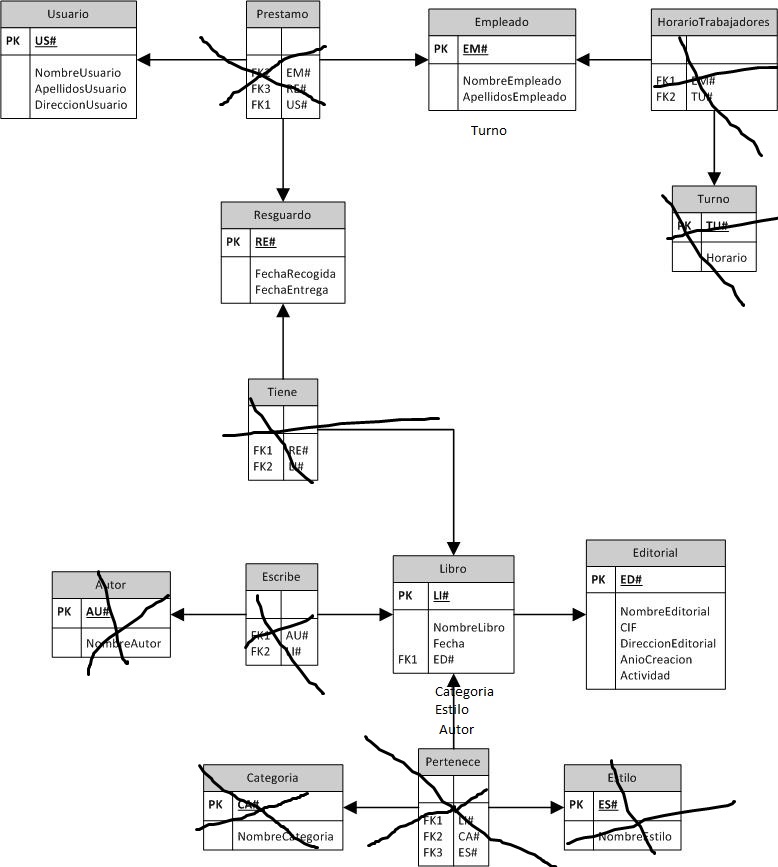 Usuario
PK US#
NombreUsuario
ApellidosUsuario
DireccionUsuario
Prestamo
FK2 EM#
FK3 RE#
FK1 US#
Empleado
PK EM#
NombreEmpleado
ApellidosEmpleado
Turno
HorarioTrabajadores
FK1 EM#
FK2 TU#
Turno
PK TU#
Horario
Resguardo
PK RE#
FechaRecogida
FechaEntrega
Tiene
FK1 RE#
FK2 LI#
Autor
PK AU#
NombreAutor
Escribe
FK1 AU#
FK2 LI#
Libro
PK LI#
NombreLibro
Fecha
FK1 ED#
Categoria
Estilo
Autor
Editorial
PK ED#
NombreEditorial
CIF
DireccionEditorial
AnioCreacion
Actividad
Categoria
PK CA#
NombreCategoria
Pertenece
FK1 LI#
FK2 CA#
FK3 ES#
Estilo
PK ES#
NombreEstilo